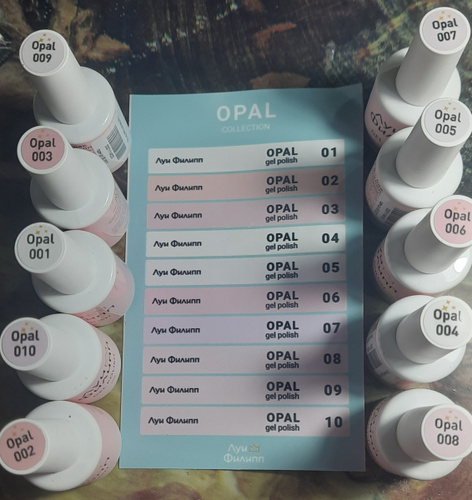 Opal
009
Opal
003
Opal
001
Opal
010
Opal
002
OPAL
COLLECTION
Луи Филипп OPAL 01
gel polish
Луи Филипп OPAL 02
gel polish
Луи Филипп OPAL 03
gel polish
Луи Филипп OPAL 04
gel polish
Луи Филипп OPAL 05
gel polish
Луи Филипп OPAL 06
gel polish
Луи Филипп OPAL 07
gel polish
Луи Филипп OPAL 08
gel polish
Луи Филипп OPAL 09
gel polish
Луи Филипп OPAL 10
gel polish
Луи
Филипп
Opal
007
Opal
005
Opal
006
Opal
004
Opal
008